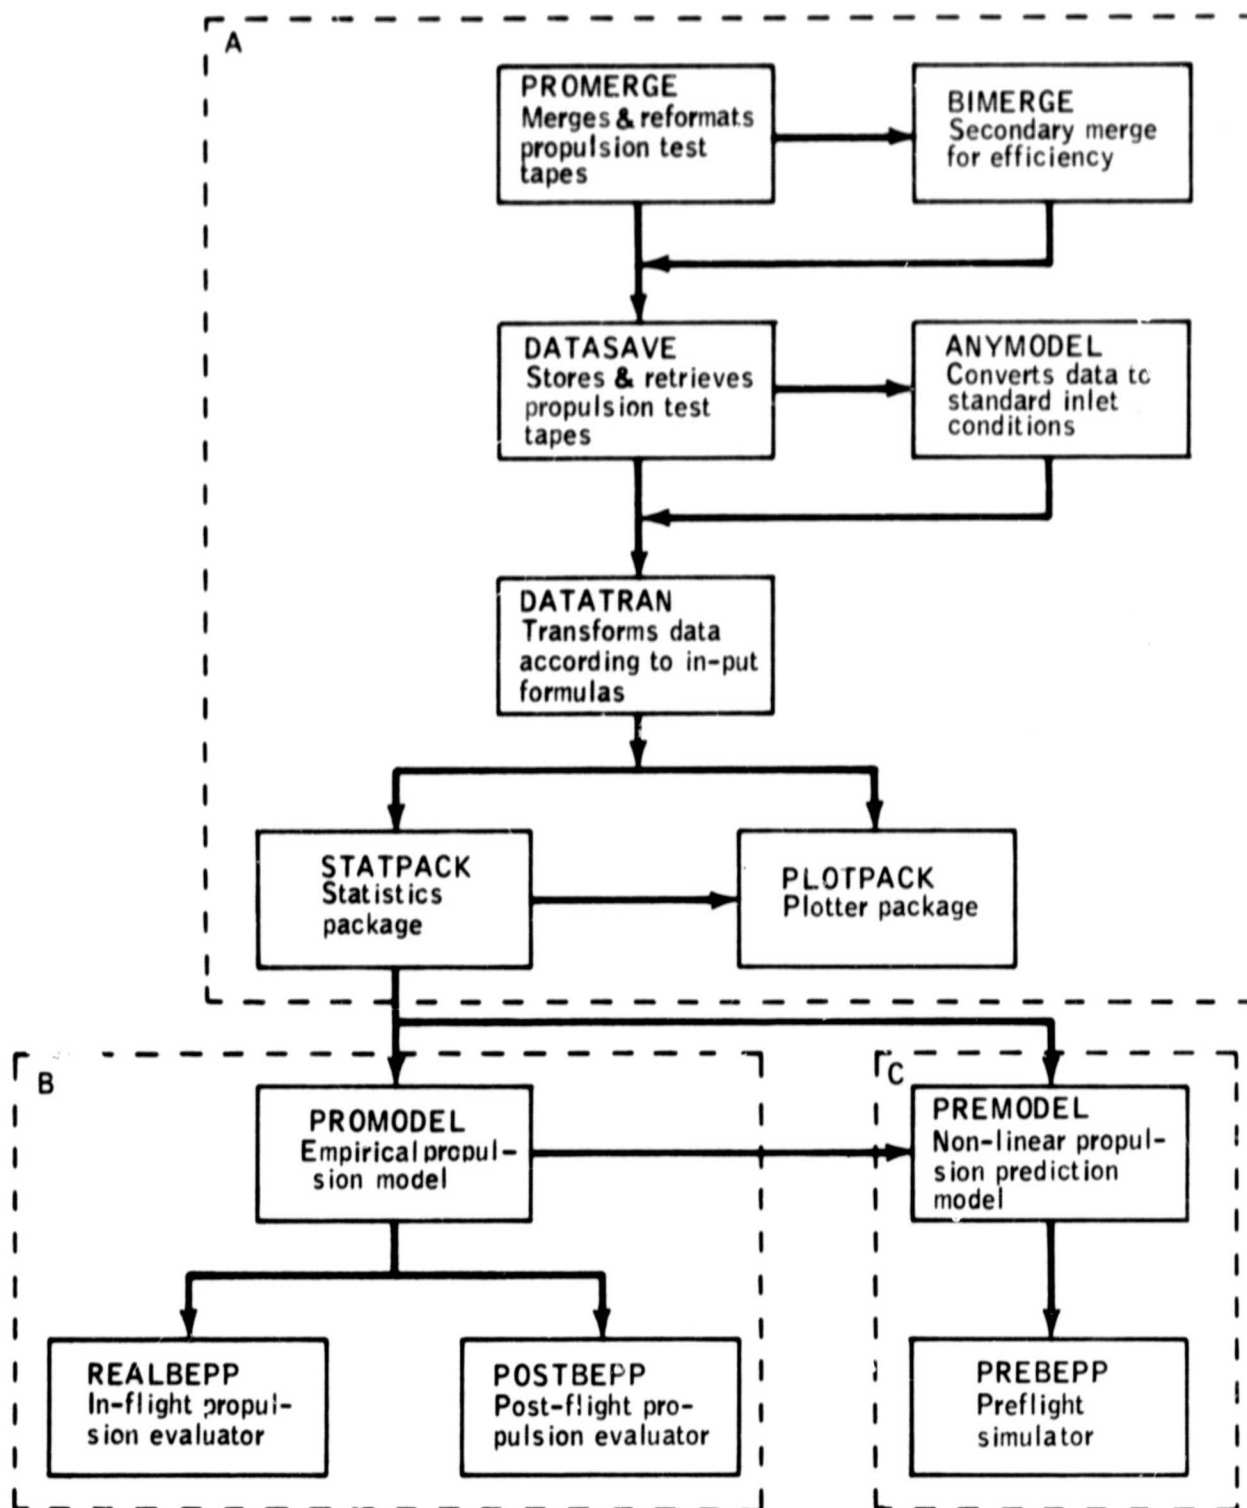 A
PROMERGE
Merges & reformats
propulsion test
tapes
BIMERGE
Secondary merge
for efficiency
DATASAVE
Stores & retrieves
propulsion test
tapes
ANYMODEL
Converts data to
standard inlet
conditions
DATATRAN
Transforms data
according to in-put
formulas
STATPACK
Statistics
package
PLOTPACK
Plotter package
B
PROMODEL
Empirical propul-
sion model
C
PREMODEL
Non-linear propul-
sion prediction
model
REALBEPP
In-flight propul-
sion evaluator
POSTBEPP
Post-flight pro-
pulsion evaluator
PREBEPP
Preflight
simulator